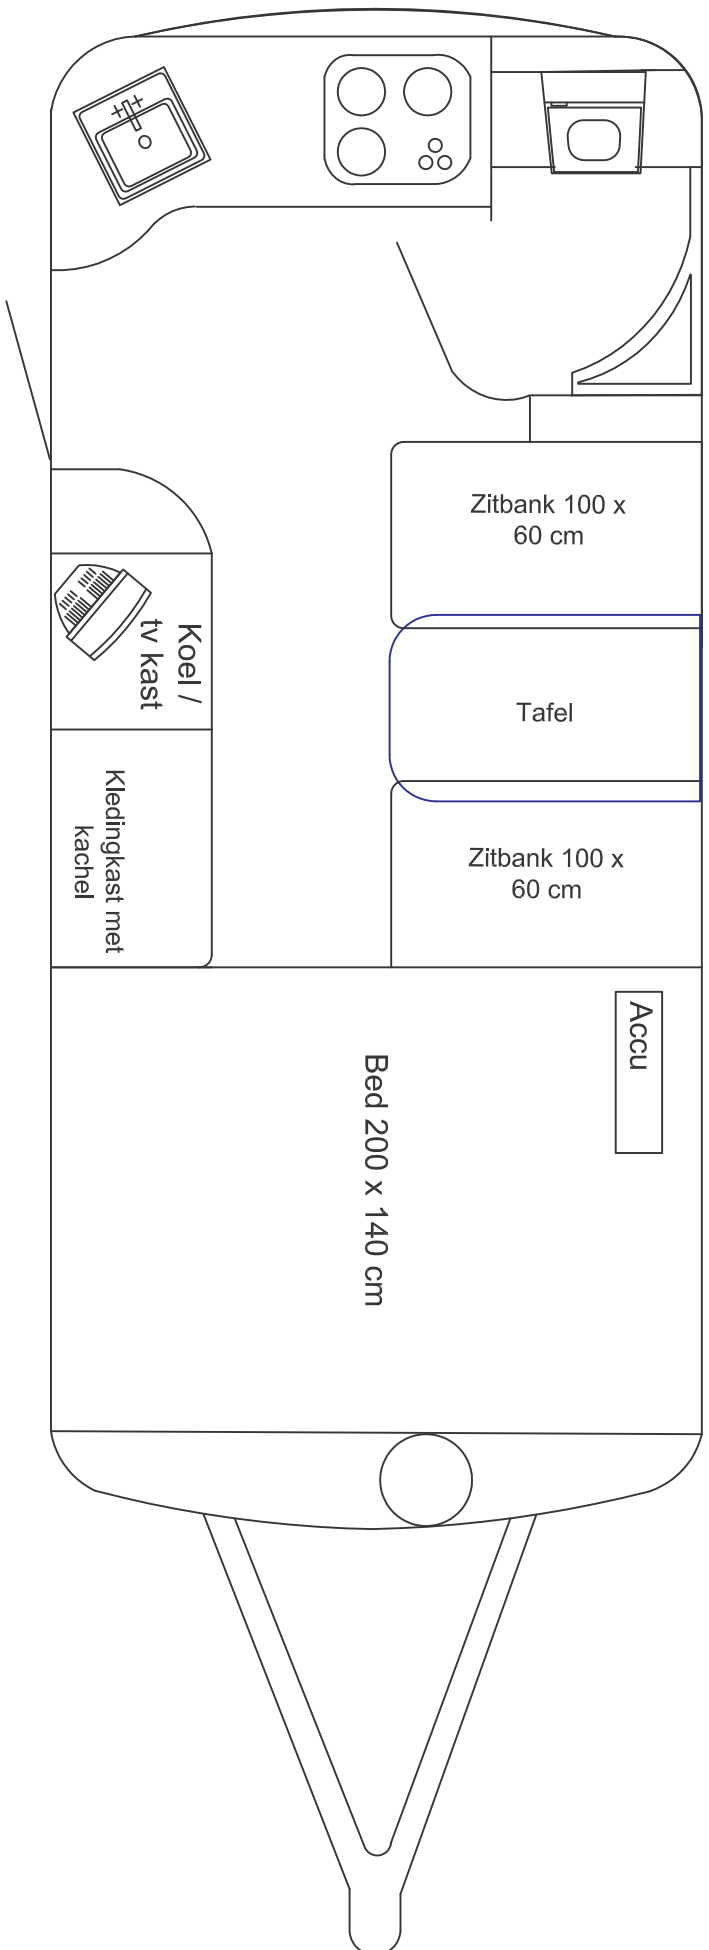 Zitbank 100 x
60 cm
Koel /
tv kast
Tafel
Kledingkast met
kachel
Zitbank 100 x
60 cm
Accu
Bed 200 x 140 cm